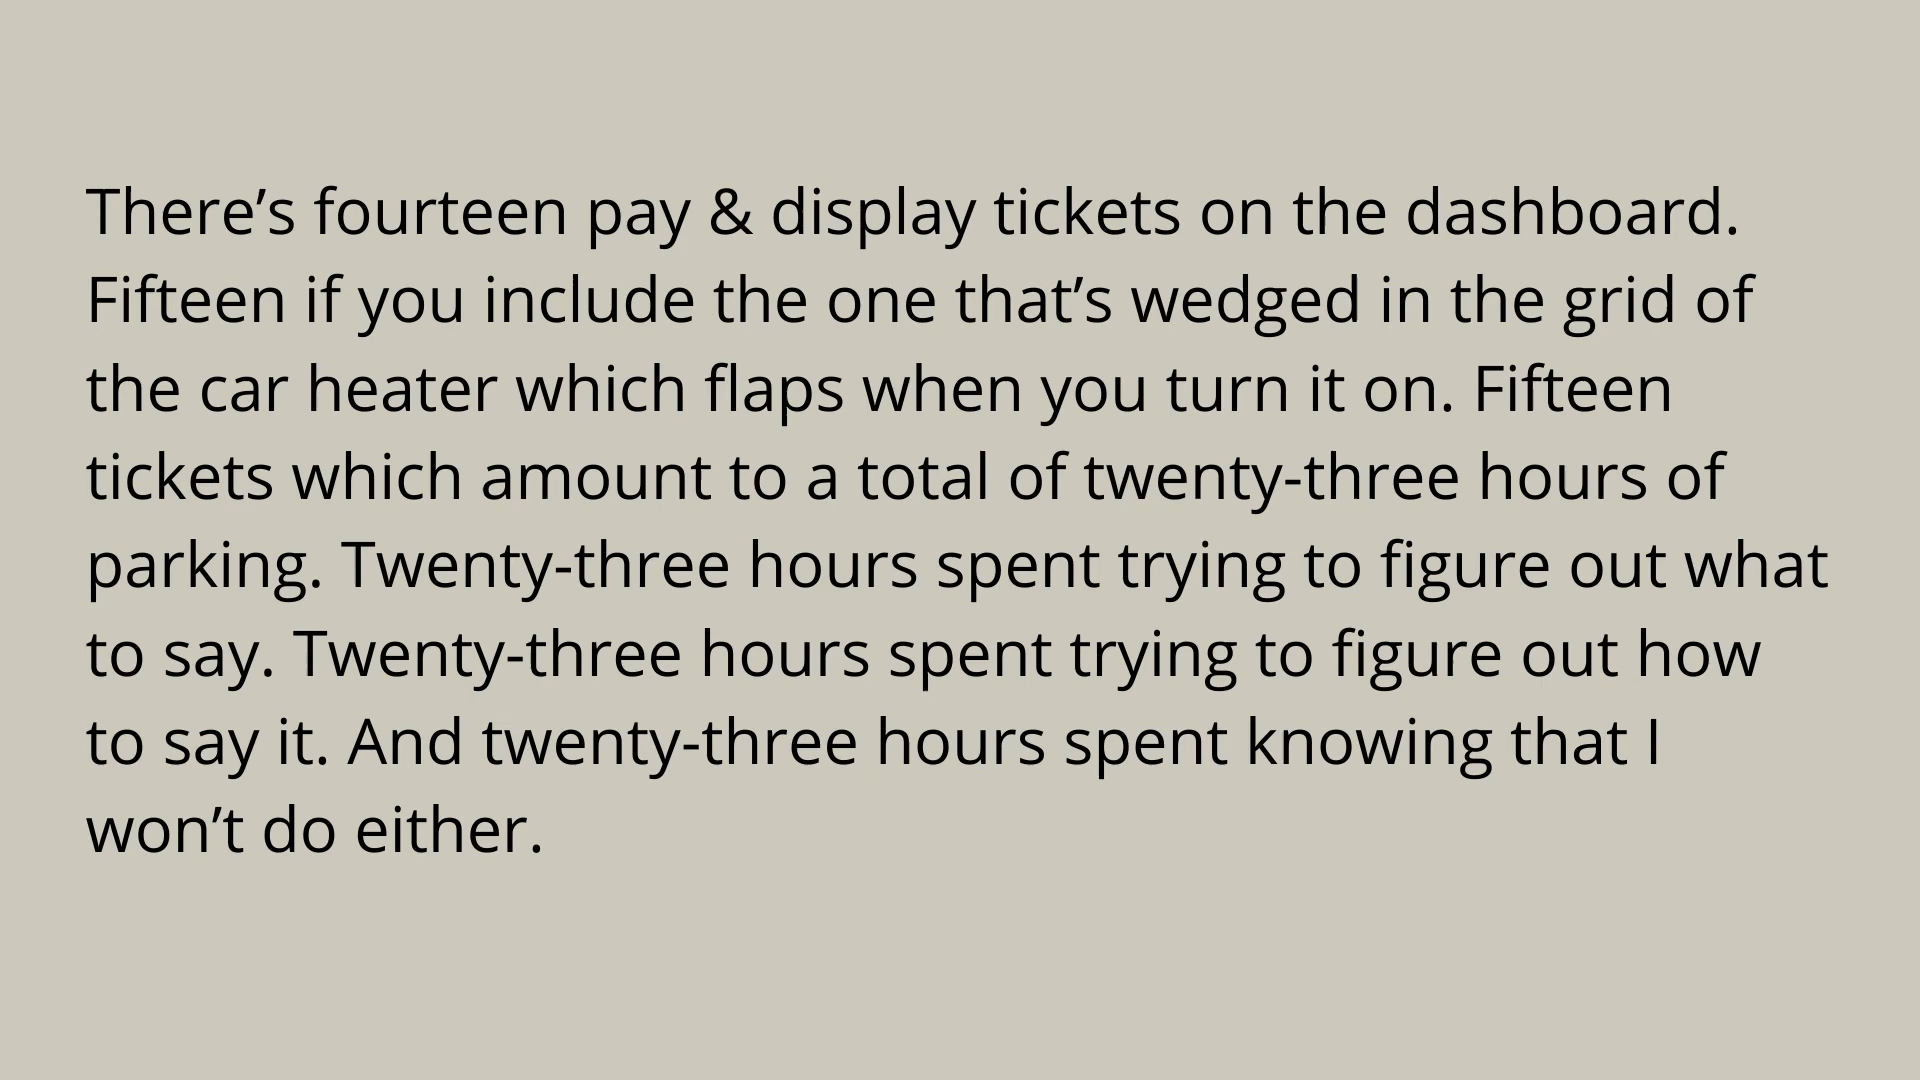 There’s fourteen pay & display tickets on the dashboard.
Fifteen if you include the one that’s wedged in the grid of
the car heater which flaps when you turn it on. Fifteen
tickets which amount to a total of twenty-three hours of
parking. Twenty-three hours spent trying to figure out what
to say. Twenty-three hours spent trying to figure out how
to say it. And twenty-three hours spent knowing that I
won’t do either.